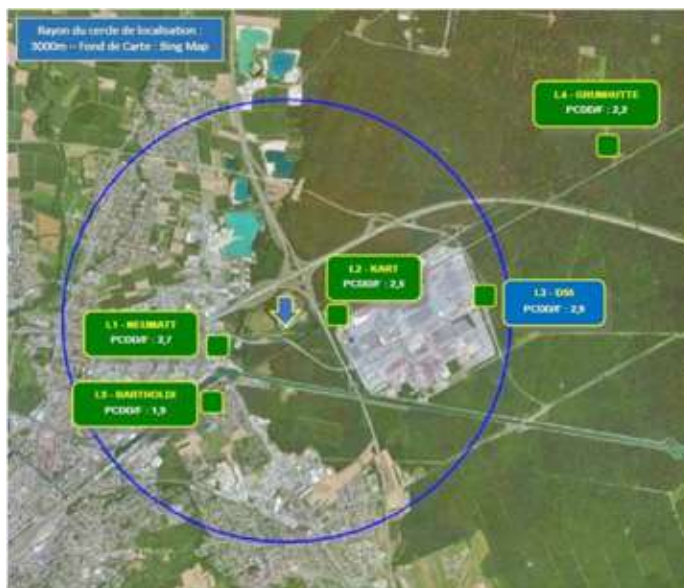 Rayon du cercle de localisation :
3000m – Fond de Carte : Bing Map
L4 - GRUNHUTTE
PCDD/F : 2,2
L2 - KART
PCDD/F : 2,5
L3 - DSS
PCDD/F : 2,8
L1 - NEUMATT
PCDD/F : 2,7
L5 - BARTHOLDI
PCDD/F : 1,9